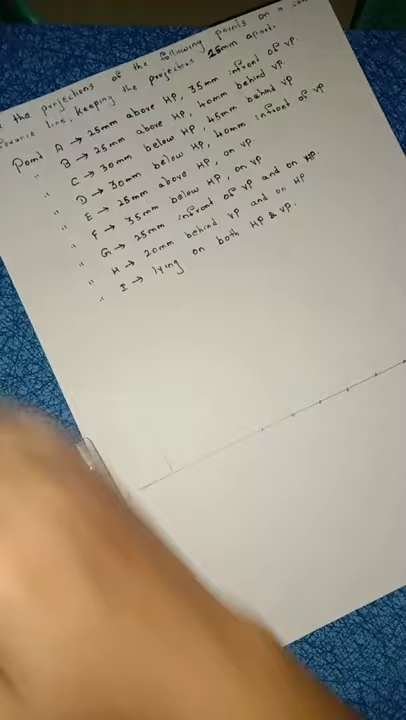 the projections of the following points on a
line, keeping the projectors 25mm apart.
Point A → 25mm above HP, 35mm infront of VP.
" B → 25mm above HP, 40mm behind VP.
" C → 30mm below HP, 45mm behind VP
" D → 30mm below HP, 40mm infront of VP
" E → 25mm above HP, on VP.
" F → 35mm below HP, on VP
" G → 25mm infront of VP and on HP.
" H → 20mm behind VP and on HP
" I → lying on both HP & VP.